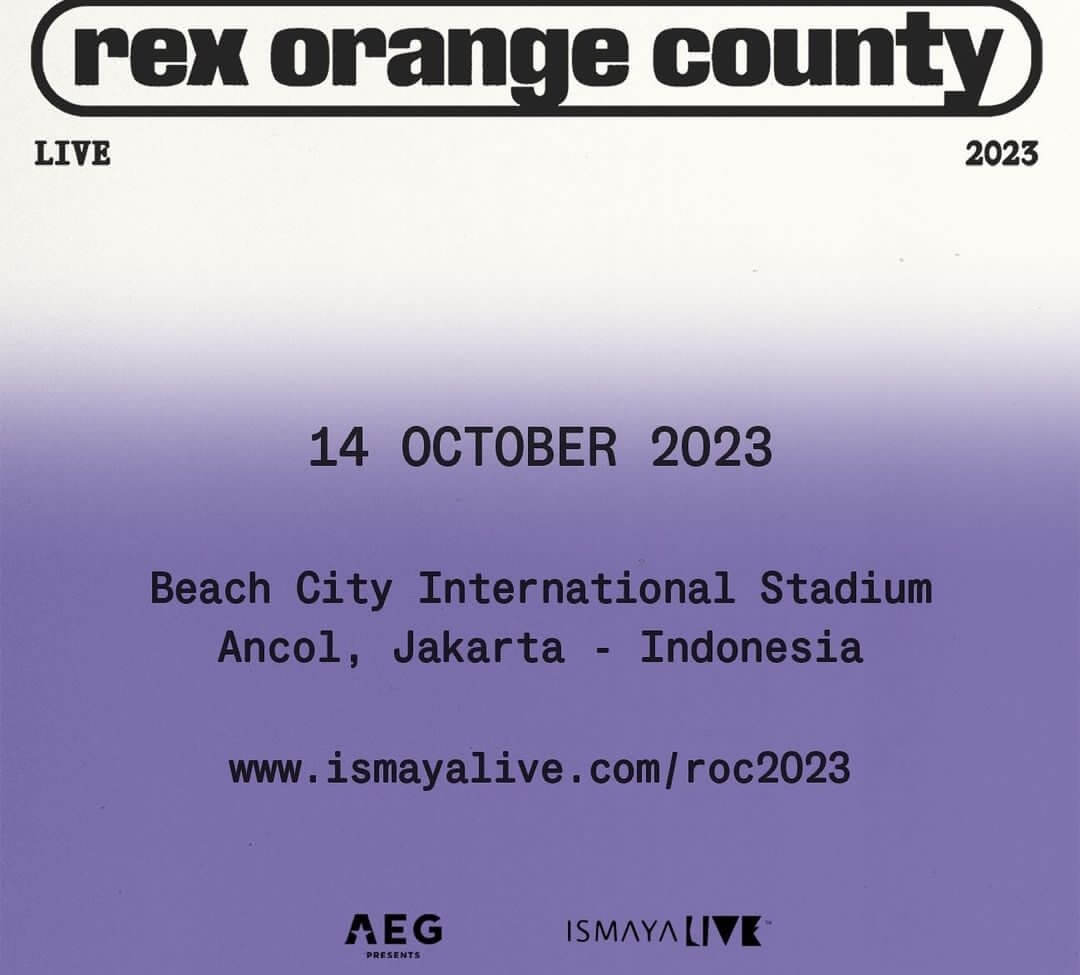 rex orange county
LIVE 2023
14 OCTOBER 2023
Beach City International Stadium
Ancol, Jakarta - Indonesia
www.ismayalive.com/roc2023
AEG ISMAYA LIVE™
PRESENTS